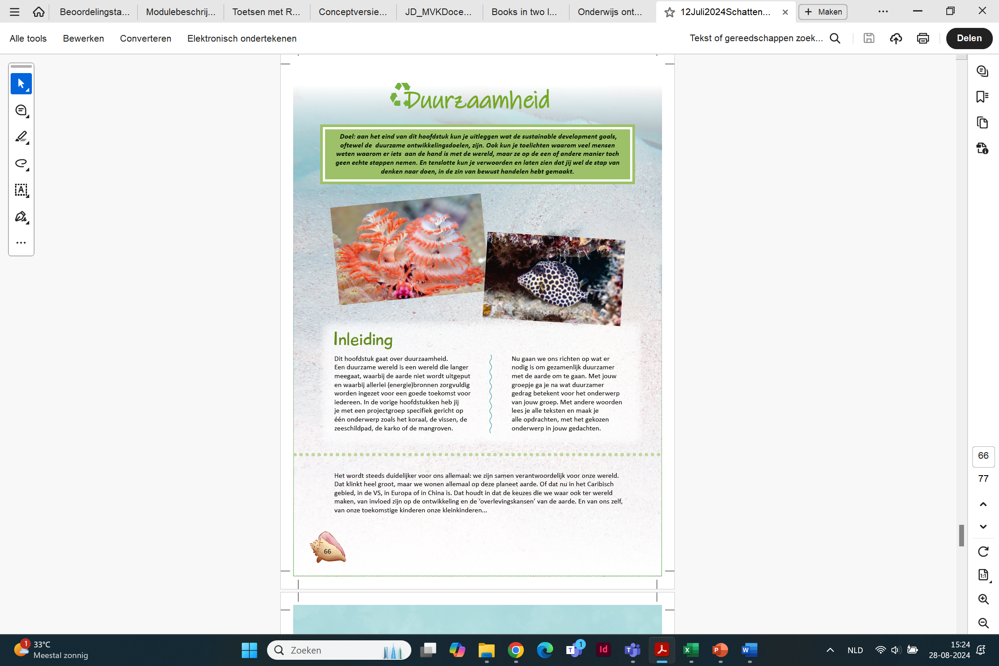 Beoordelingsta...
Modulebeschrij...
Toetsen met R...
Conceptversie...
JD_MVKDoce...
Books in two l...
Onderwijs ont...
12Juli2024Schatten...
Maken
Alle tools
Bewerken
Converteren
Elektronisch ondertekenen
Tekst of gereedschappen zoek...
Delen
Duurzaamheid
Doel: aan het eind van dit hoofdstuk kun je uitleggen wat de sustainable development goals,
oftewel de duurzame ontwikkelingsdoelen, zijn. Ook kun je toelichten waarom veel mensen
weten waarom er iets aan de hand is met de wereld, maar ze op de een of andere manier toch
geen echte stappen nemen. En tenslotte kun je verwoorden en laten zien dat jij wel de stap van
denken naar doen, in de zin van bewust handelen hebt gemaakt.
Inleiding
Dit hoofdstuk gaat over duurzaamheid.
Een duurzame wereld is een wereld die langer
meegaat, waarbij de aarde niet wordt uitgeput
en waarbij allerlei (energie)bronnen zorgvuldig
worden ingezet voor een goede toekomst voor
iedereen. In de vorige hoofdstukken heb jij
je met een projectgroep specifiek gericht op
één onderwerp zoals het koraal, de vissen, de
zeeschildpad, de karko of de mangroven.
Nu gaan we ons richten op wat er
nodig is om gezamenlijk duurzamer
met de aarde om te gaan. Met jouw
groepje ga je na wat duurzamer
gedrag betekent voor het onderwerp
van jouw groep. Met andere woorden
lees je alle teksten en maak je
alle opdrachten, met het gekozen
onderwerp in jouw gedachten.
Het wordt steeds duidelijker voor ons allemaal: we zijn samen verantwoordelijk voor onze wereld.
Dat klinkt heel groot, maar we wonen allemaal op deze planeet aarde. Of dat nu in het Caribisch
gebied, in de VS, in Europa of in China is. Dat houdt in dat de keuzes die we waar ook ter wereld
maken, van invloed zijn op de ontwikkeling en de ‘overlevingskansen’ van de aarde. En van ons zelf,
van onze toekomstige kinderen onze kleinkinderen...
66
66
77
1:1
1
33°C
Meestal zonnig
Zoeken
1
NLD
15:24
28-08-2024